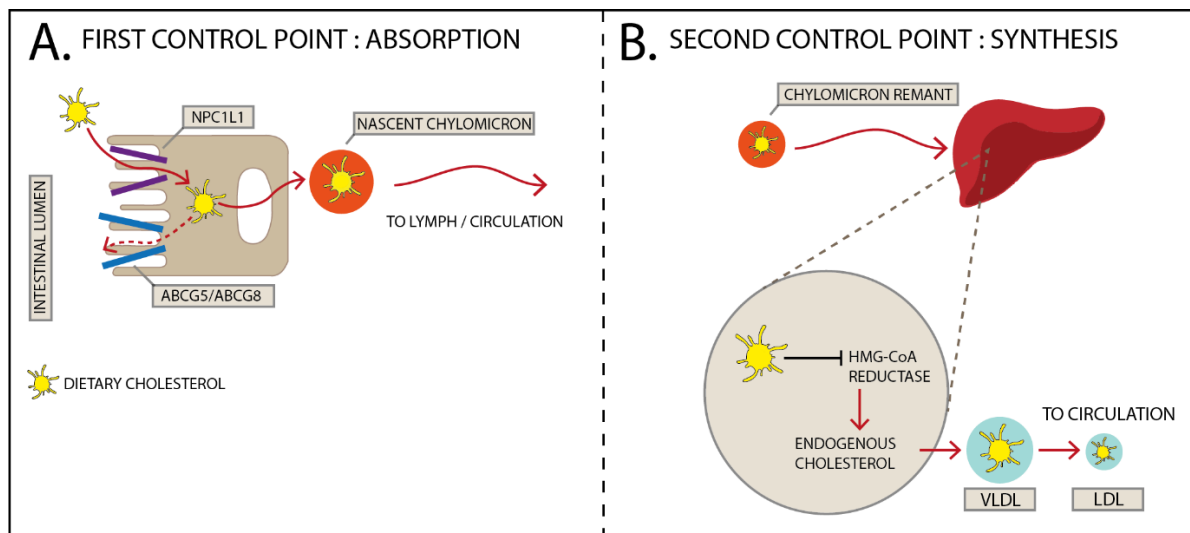 A. FIRST CONTROL POINT : ABSORPTION
NPC1L1
NASCENT CHYLOMICRON
INTESTINAL LUMEN
TO LYMPH / CIRCULATION
ABCG5/ABCG8
DIETARY CHOLESTEROL
B. SECOND CONTROL POINT : SYNTHESIS
CHYLOMICRON REMANT
HMG-CoA
REDUCTASE
ENDOGENOUS
CHOLESTEROL
TO CIRCULATION
VLDL
LDL